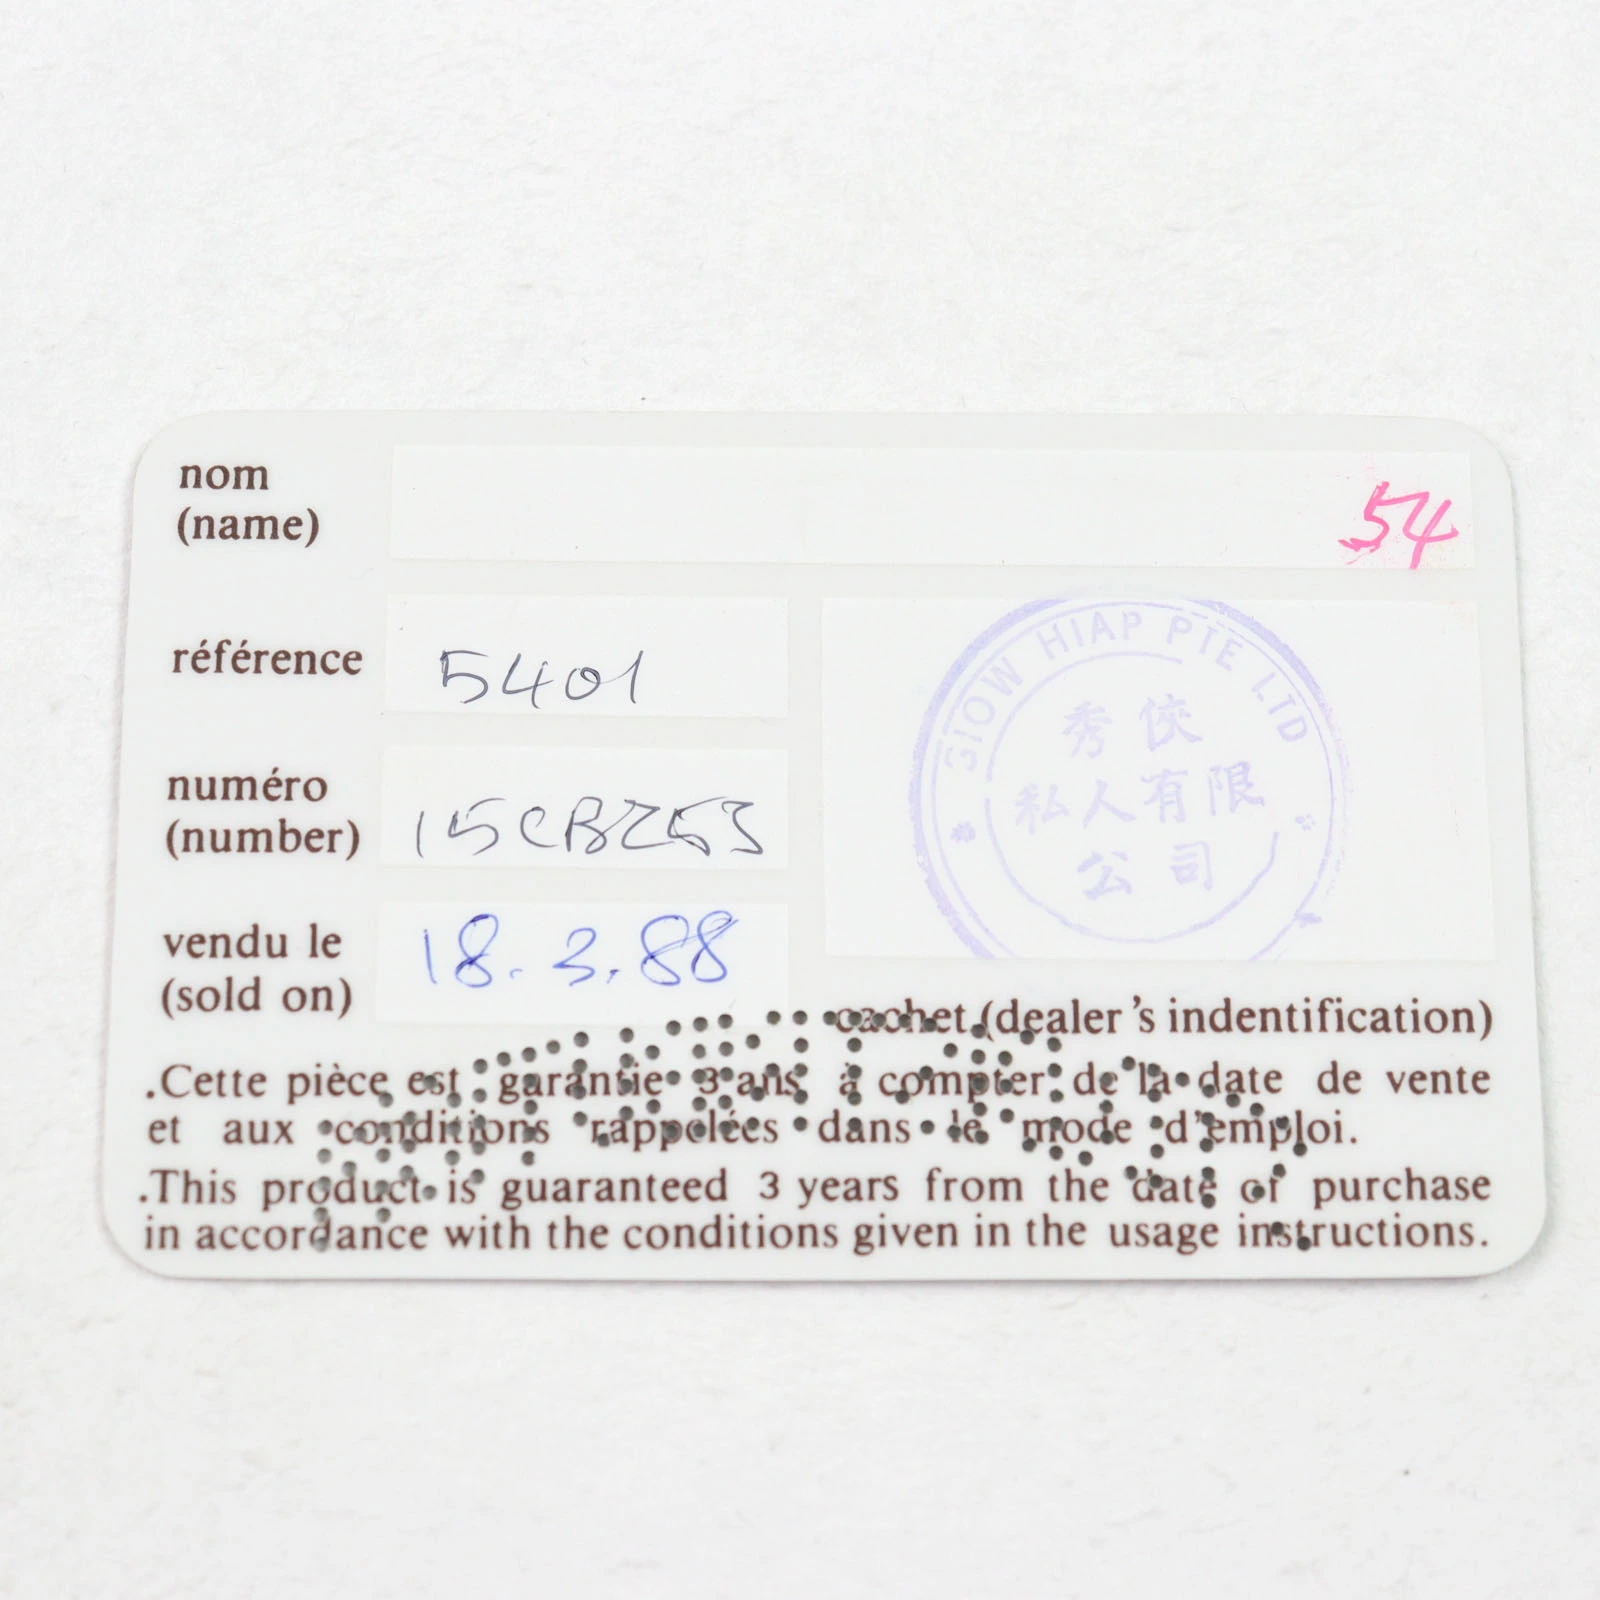 nom
(name)
54
référence
5401
numéro
(number)
15CBZ53
vendu le
(sold on)
18.3.88
GIOW HIAP PTE LTD
秀俠
私人有限
公司
cachet (dealer's indentification)
.Cette pièce est garantie 3 ans à compter de la date de vente
et aux conditions rappelées dans le mode d'emploi.
.This product is guaranteed 3 years from the date of purchase
in accordance with the conditions given in the usage instructions.